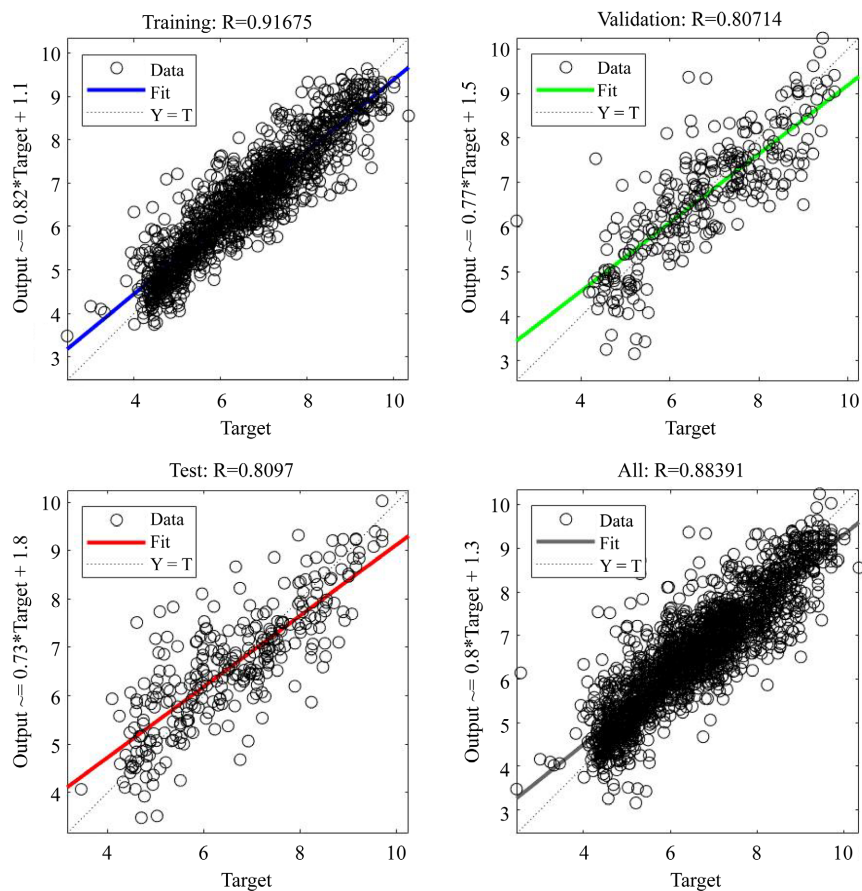 Training: R=0.91675
Output ~= 0.82*Target + 1.1
10
9
8
7
6
5
4
3
Data
Fit
Y = T
4
6
8
10
Target
Validation: R=0.80714
Output ~= 0.77*Target + 1.5
10
9
8
7
6
5
4
3
Data
Fit
Y = T
4
6
8
10
Target
Test: R=0.8097
Output ~= 0.73*Target + 1.8
10
9
8
7
6
5
4
Data
Fit
Y = T
4
6
8
10
Target
All: R=0.88391
Output ~= 0.8*Target + 1.3
10
9
8
7
6
5
4
3
Data
Fit
Y = T
4
6
8
10
Target